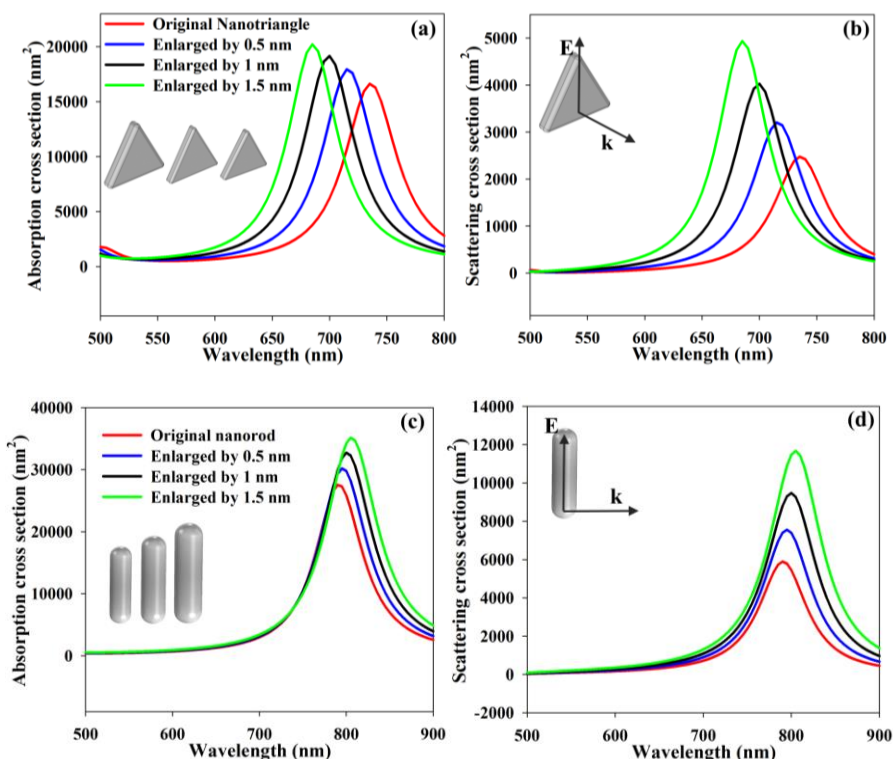 (a)
Original Nanotriangle
Enlarged by 0.5 nm
Enlarged by 1 nm
Enlarged by 1.5 nm
Absorption cross section (nm²)
20000
15000
10000
5000
0
500 550 600 650 700 750 800
Wavelength (nm)
(b)
E
k
Scattering cross section (nm²)
5000
4000
3000
2000
1000
0
500 550 600 650 700 750 800
Wavelength (nm)
(c)
Original nanorod
Enlarged by 0.5 nm
Enlarged by 1 nm
Enlarged by 1.5 nm
Absorption cross section (nm²)
40000
30000
20000
10000
0
500 600 700 800 900
Wavelength (nm)
(d)
E
k
Scattering cross section (nm²)
14000
12000
10000
8000
6000
4000
2000
0
-2000
500 600 700 800 900
Wavelength (nm)